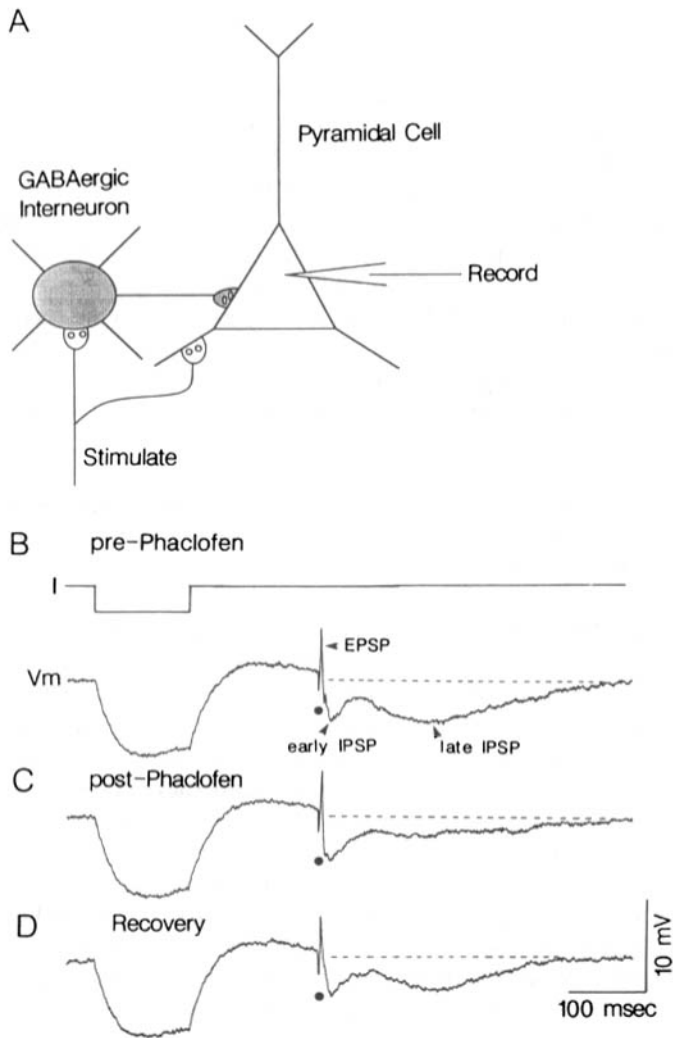 A
Pyramidal Cell
GABAergic
Interneuron
Record
Stimulate
B
pre-Phaclofen
I
EPSP
Vm
early IPSP
late IPSP
C
post-Phaclofen
D
Recovery
10 mV
100 msec